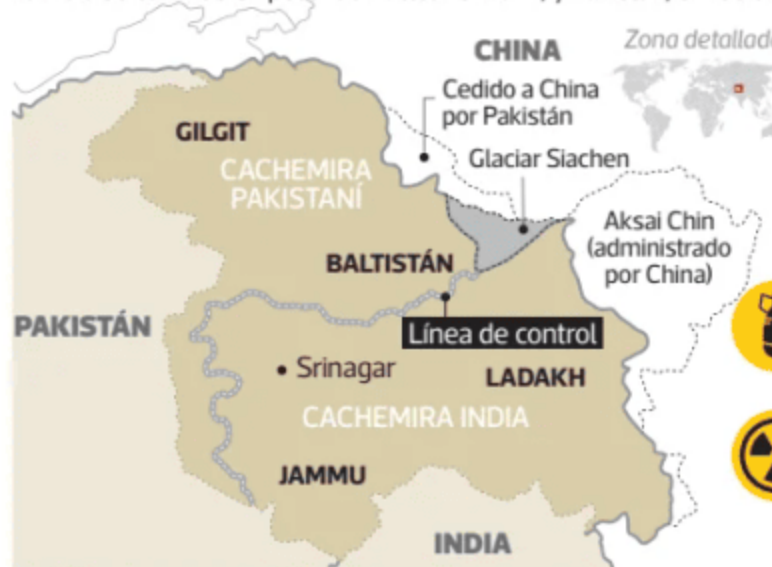 CHINA
Zona detallada
Cedido a China
por Pakistán
GILGIT
Glaciar Siachen
CACHEMIRA
PAKISTANÍ
Aksai Chin
(administrado
por China)
BALTISTÁN
PAKISTÁN
Línea de control
Srinagar
LADAKH
CACHEMIRA INDIA
JAMMU
INDIA